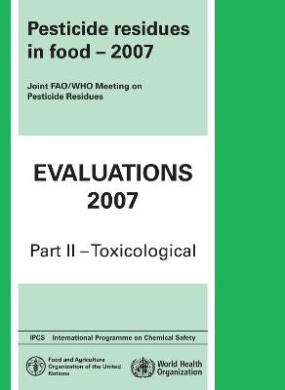 Pesticide residues
in food – 2007
Joint FAO/WHO Meeting on
Pesticide Residues
EVALUATIONS
2007
Part II – Toxicological
IPCS International Programme on Chemical Safety
Food and Agriculture
Organization of the United
Nations
World Health
Organization